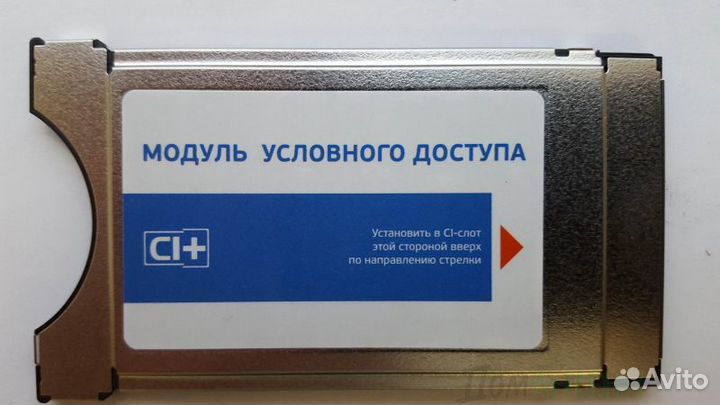 МОДУЛЬ УСЛОВНОГО ДОСТУПА
CI+
Установить в CI-слот
этой стороной вверх
по направлению стрелки
Avito